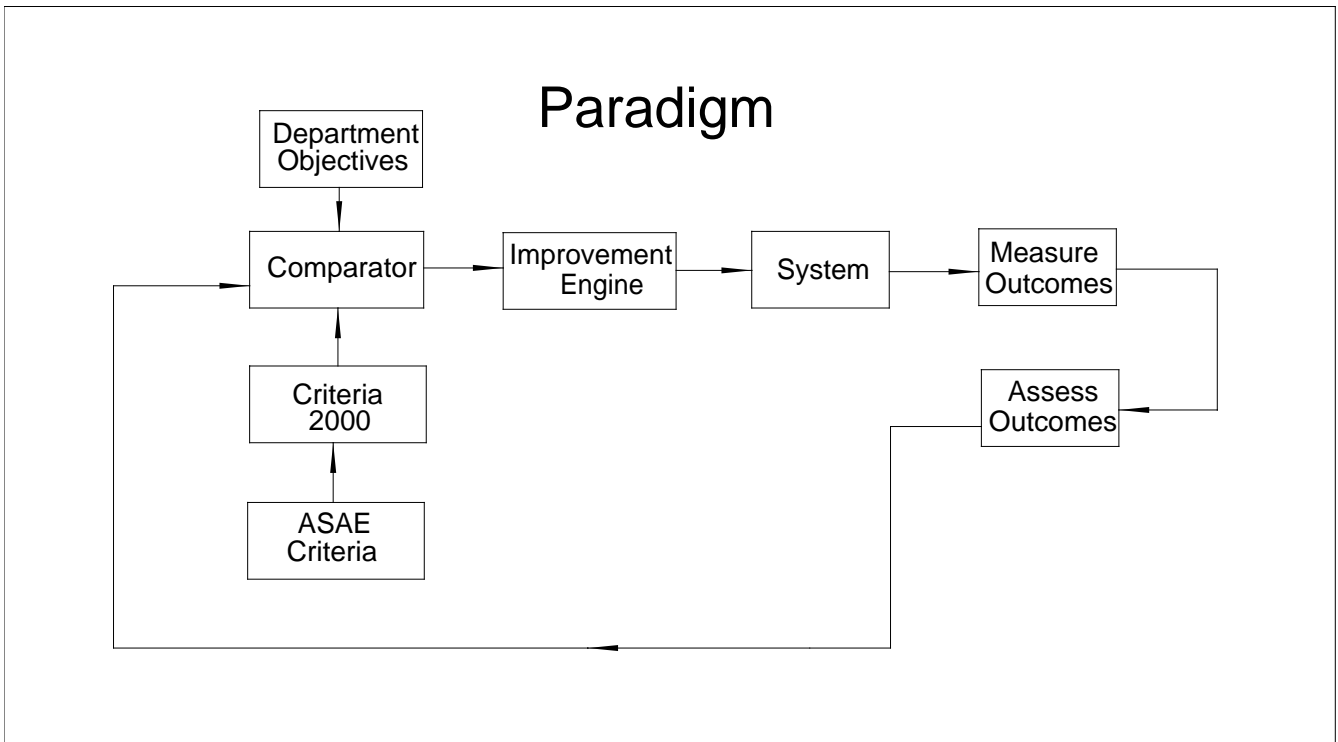 Paradigm
Department
Objectives
Comparator
Improvement
Engine
System
Measure
Outcomes
Criteria
2000
Assess
Outcomes
ASAE
Criteria